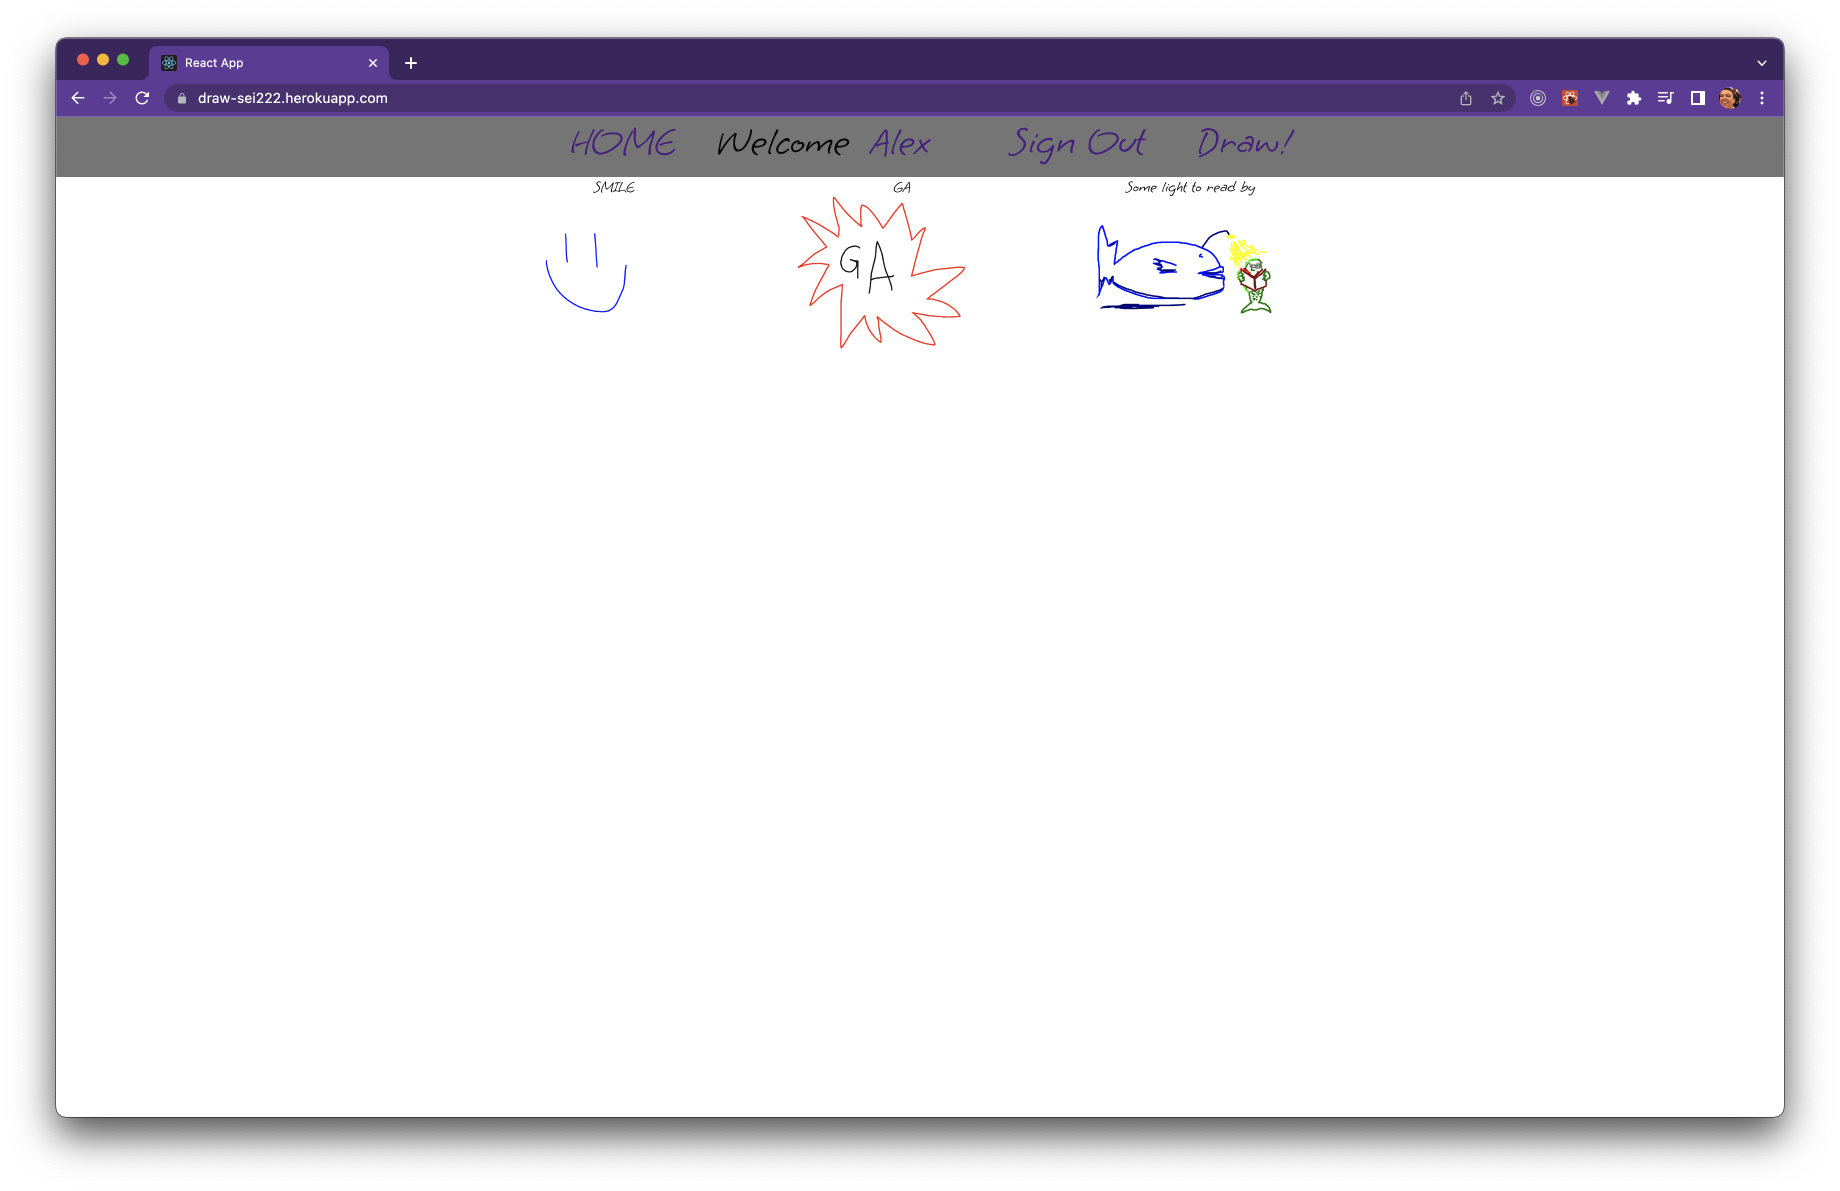 React App
draw-sei222.herokuapp.com
HOME Welcome Alex Sign Out Draw!
SMILE GA Some light to read by
GA